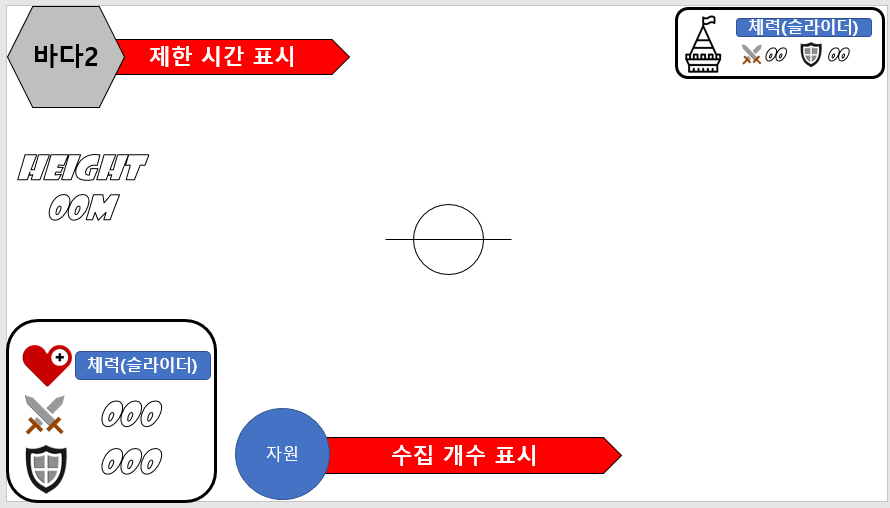 바다2
제한 시간 표시
체력(슬라이더)
00 00
HEIGHT
00M
체력(슬라이더)
000
000
자원
수집 개수 표시